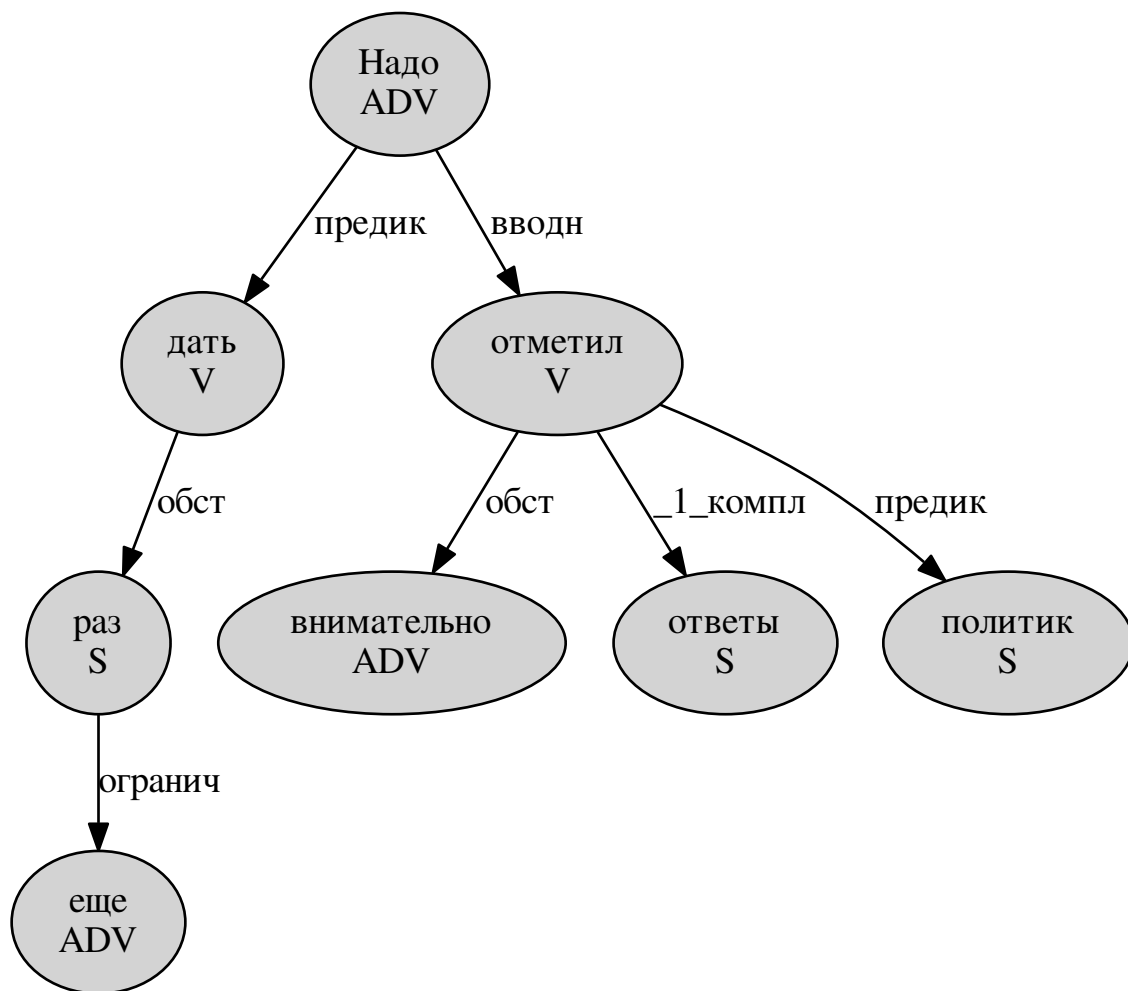 Надо
ADV
предик
вводн
дать
V
отметил
V
обст
обст
_1_компл
предик
раз
S
внимательно
ADV
ответы
S
политик
S
огранич
еще
ADV